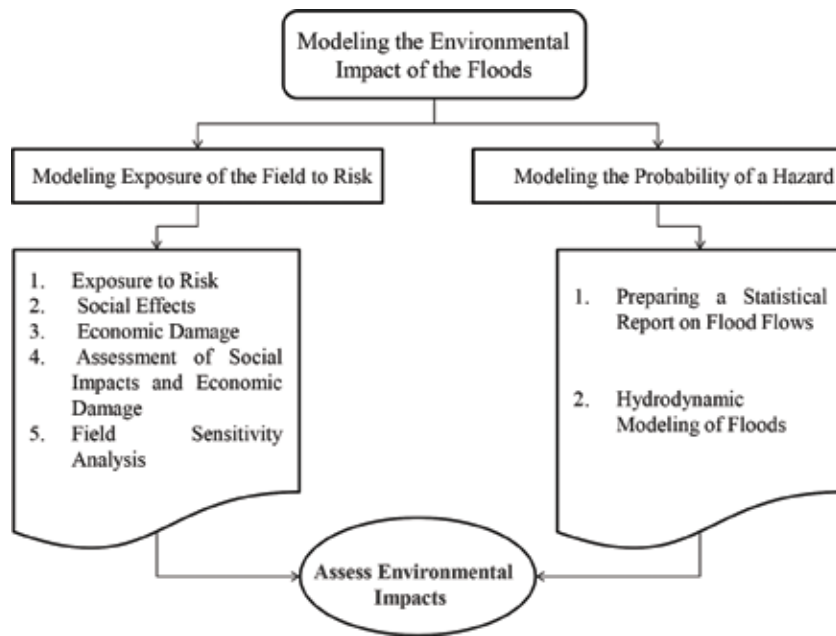 Modeling the Environmental
Impact of the Floods
Modeling Exposure of the Field to Risk
Modeling the Probability of a Hazard
1. Exposure to Risk
2. Social Effects
3. Economic Damage
4. Assessment of Social
Impacts and Economic
Damage
5. Field Sensitivity
Analysis
1. Preparing a Statistical
Report on Flood Flows
2. Hydrodynamic
Modeling of Floods
Assess Environmental
Impacts